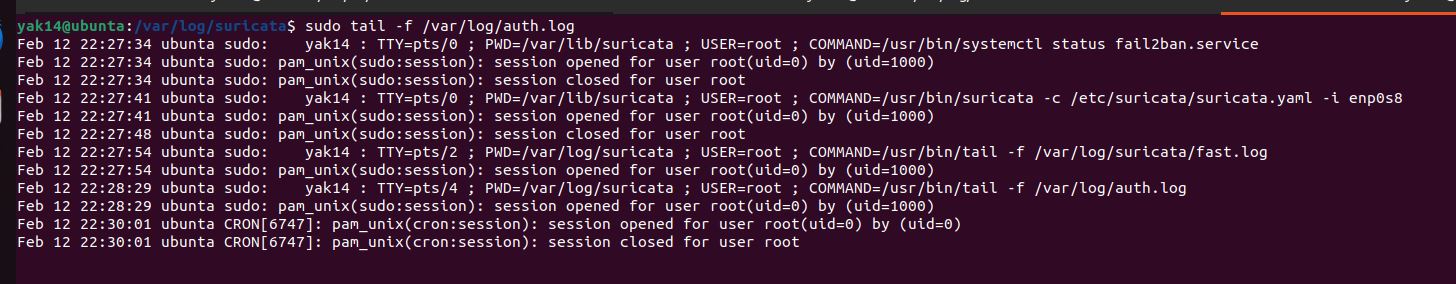 yak14@ubunta:/var/log/suricata$ sudo tail -f /var/log/auth.log
Feb 12 22:27:34 ubunta sudo:    yak14 : TTY=pts/0 ; PWD=/var/lib/suricata ; USER=root ; COMMAND=/usr/bin/systemctl status fail2ban.service
Feb 12 22:27:34 ubunta sudo: pam_unix(sudo:session): session opened for user root(uid=0) by (uid=1000)
Feb 12 22:27:34 ubunta sudo: pam_unix(sudo:session): session closed for user root
Feb 12 22:27:41 ubunta sudo:    yak14 : TTY=pts/0 ; PWD=/var/lib/suricata ; USER=root ; COMMAND=/usr/bin/suricata -c /etc/suricata/suricata.yaml -i enp0s8
Feb 12 22:27:41 ubunta sudo: pam_unix(sudo:session): session opened for user root(uid=0) by (uid=1000)
Feb 12 22:27:48 ubunta sudo: pam_unix(sudo:session): session closed for user root
Feb 12 22:27:54 ubunta sudo:    yak14 : TTY=pts/2 ; PWD=/var/log/suricata ; USER=root ; COMMAND=/usr/bin/tail -f /var/log/suricata/fast.log
Feb 12 22:27:54 ubunta sudo: pam_unix(sudo:session): session opened for user root(uid=0) by (uid=1000)
Feb 12 22:28:29 ubunta sudo:    yak14 : TTY=pts/4 ; PWD=/var/log/suricata ; USER=root ; COMMAND=/usr/bin/tail -f /var/log/auth.log
Feb 12 22:28:29 ubunta sudo: pam_unix(sudo:session): session opened for user root(uid=0) by (uid=1000)
Feb 12 22:30:01 ubunta CRON[6747]: pam_unix(cron:session): session opened for user root(uid=0) by (uid=0)
Feb 12 22:30:01 ubunta CRON[6747]: pam_unix(cron:session): session closed for user root